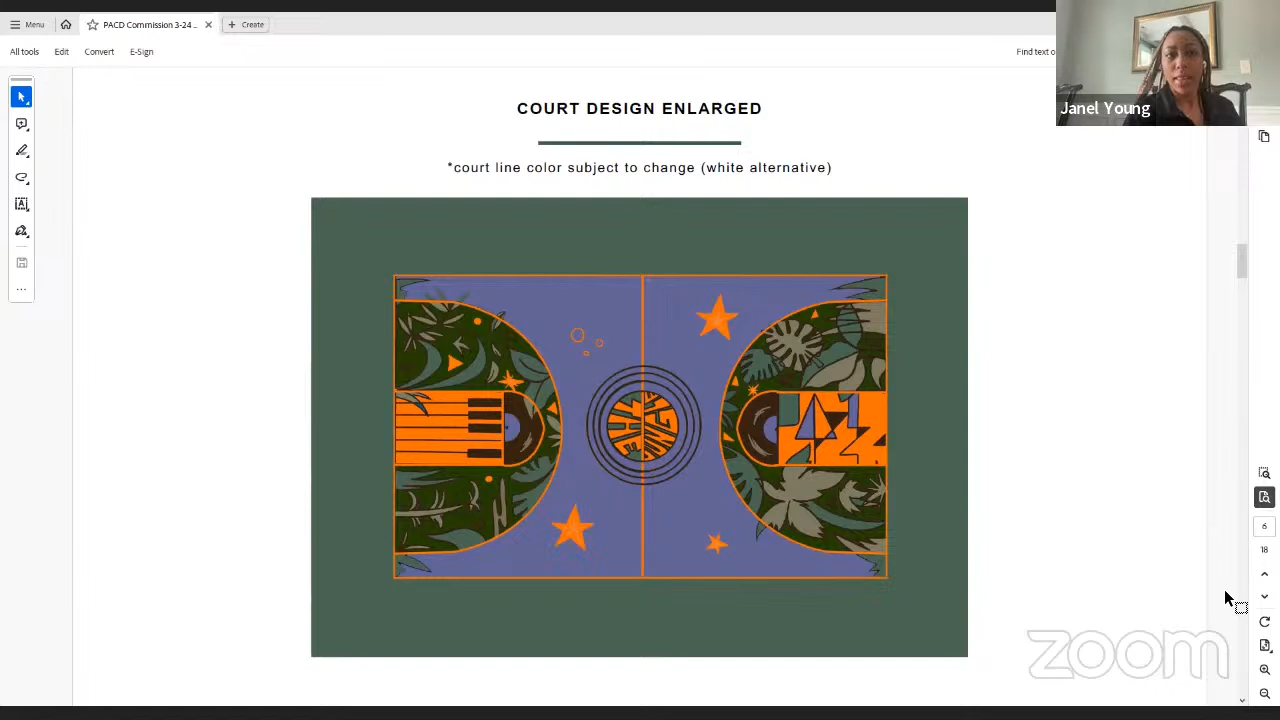 Menu
PACD Commission 3-24 ...
Create
All tools
Edit
Convert
E-Sign
Find text o
Janel Young
COURT DESIGN ENLARGED
*court line color subject to change (white alternative)
6
18
zoom